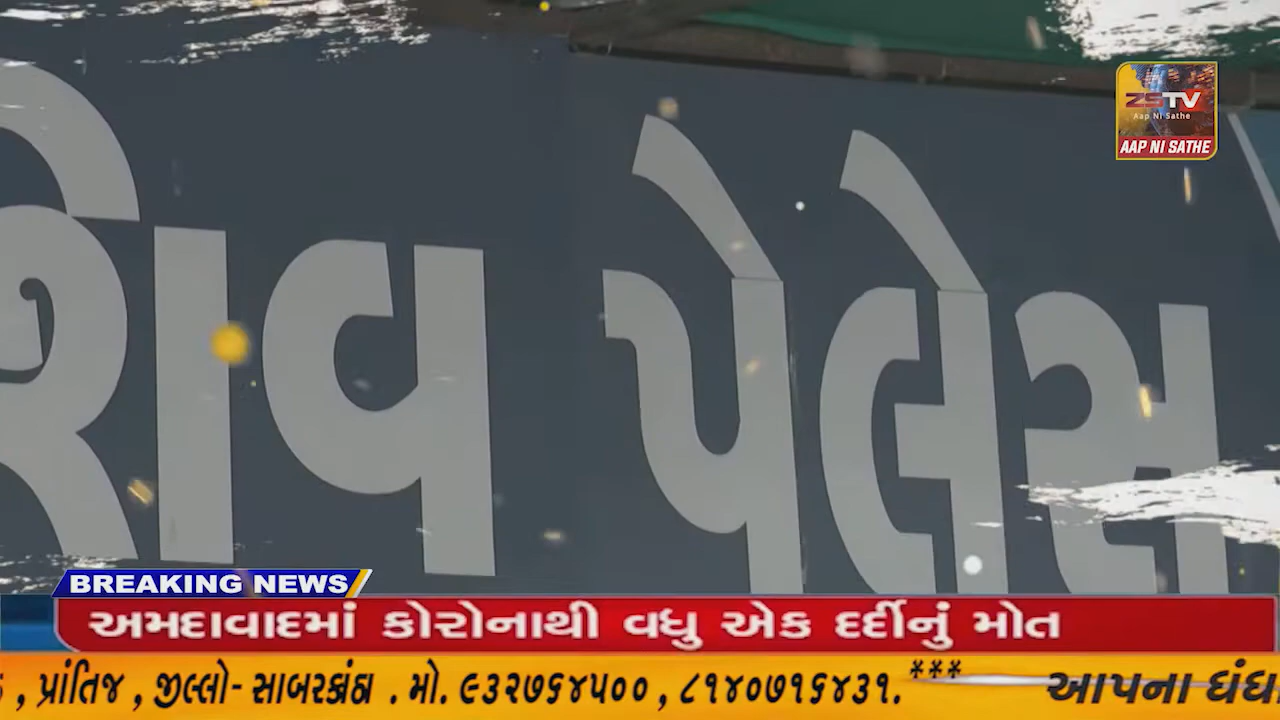 ZSTV
Aap Ni Sathe
AAP NI SATHE
શિવ પેલેસ
BREAKING NEWS
અમદાવાદમાં કોરોનાથી વધુ એક દર્દીનું મોત
, પ્રાંતિજ , જીલ્લો- સાબરકાંઠા . મો. ૯૩૨૭૬૪૫૦૦ , ૮૧૪૦૭૧૬૪૩૧.*** આપના ધંધા